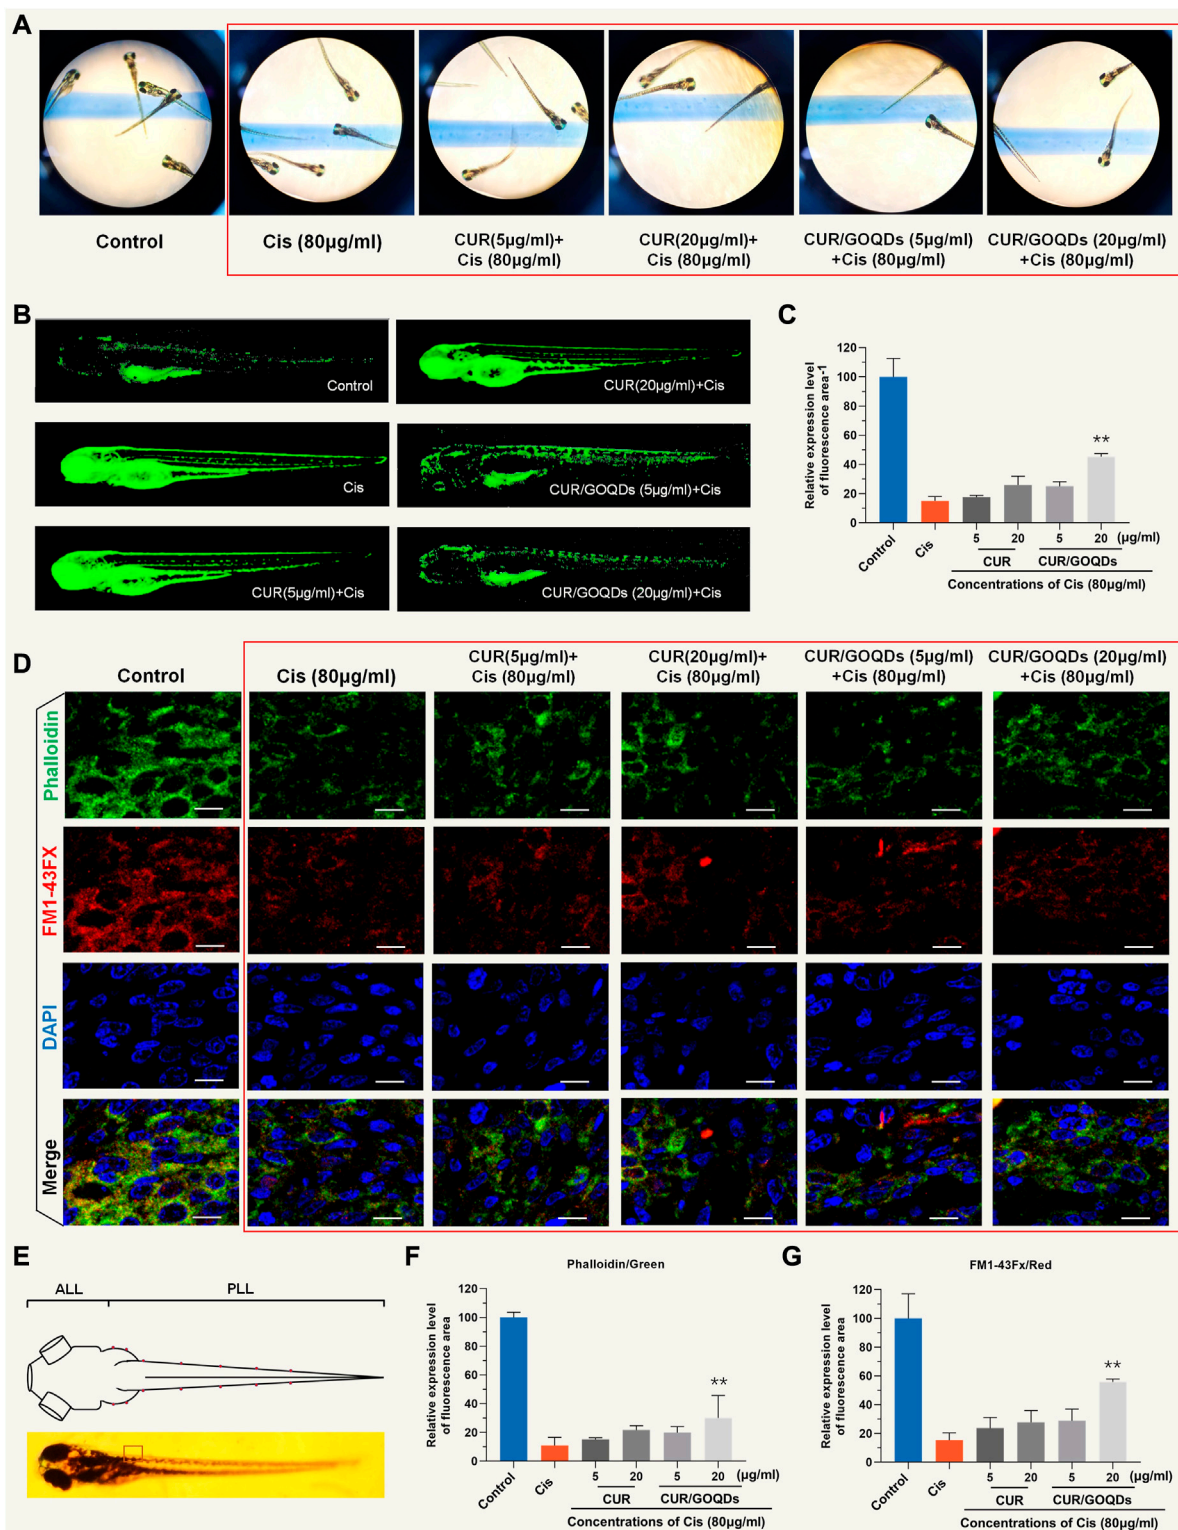 A
Control
Cis (80μg/ml)
CUR(5μg/ml)+
Cis (80μg/ml)
CUR(20μg/ml)+
Cis (80μg/ml)
CUR/GOQDs (5μg/ml)
+Cis (80μg/ml)
CUR/GOQDs (20μg/ml)
+Cis (80μg/ml)
B
Control
CUR(20μg/ml)+Cis
Cis
CUR/GOQDs (5μg/ml)+Cis
CUR(5μg/ml)+Cis
CUR/GOQDs (20μg/ml)+Cis
C
Relative expression level
of fluorescence area-1
120
100
80
60
40
20
0
**
Control
Cis
5
20
5
20
(μg/ml)
CUR
CUR/GOQDs
Concentrations of Cis (80μg/ml)
D
Control
Cis (80μg/ml)
CUR(5μg/ml)+
Cis (80μg/ml)
CUR(20μg/ml)+
Cis (80μg/ml)
CUR/GOQDs (5μg/ml)
+Cis (80μg/ml)
CUR/GOQDs (20μg/ml)
+Cis (80μg/ml)
Phalloidin
FM1-43FX
DAPI
Merge
E
ALL
PLL
F
Phalloidin/Green
Relative expression level
of fluorescence area
120
100
80
60
40
20
0
**
Control
Cis
5
20
5
20
(μg/ml)
CUR
CUR/GOQDs
Concentrations of Cis (80μg/ml)
G
FM1-43Fx/Red
Relative expression level
of fluorescence area
120
100
80
60
40
20
0
**
Control
Cis
5
20
5
20
(μg/ml)
CUR
CUR/GOQDs
Concentrations of Cis (80μg/ml)